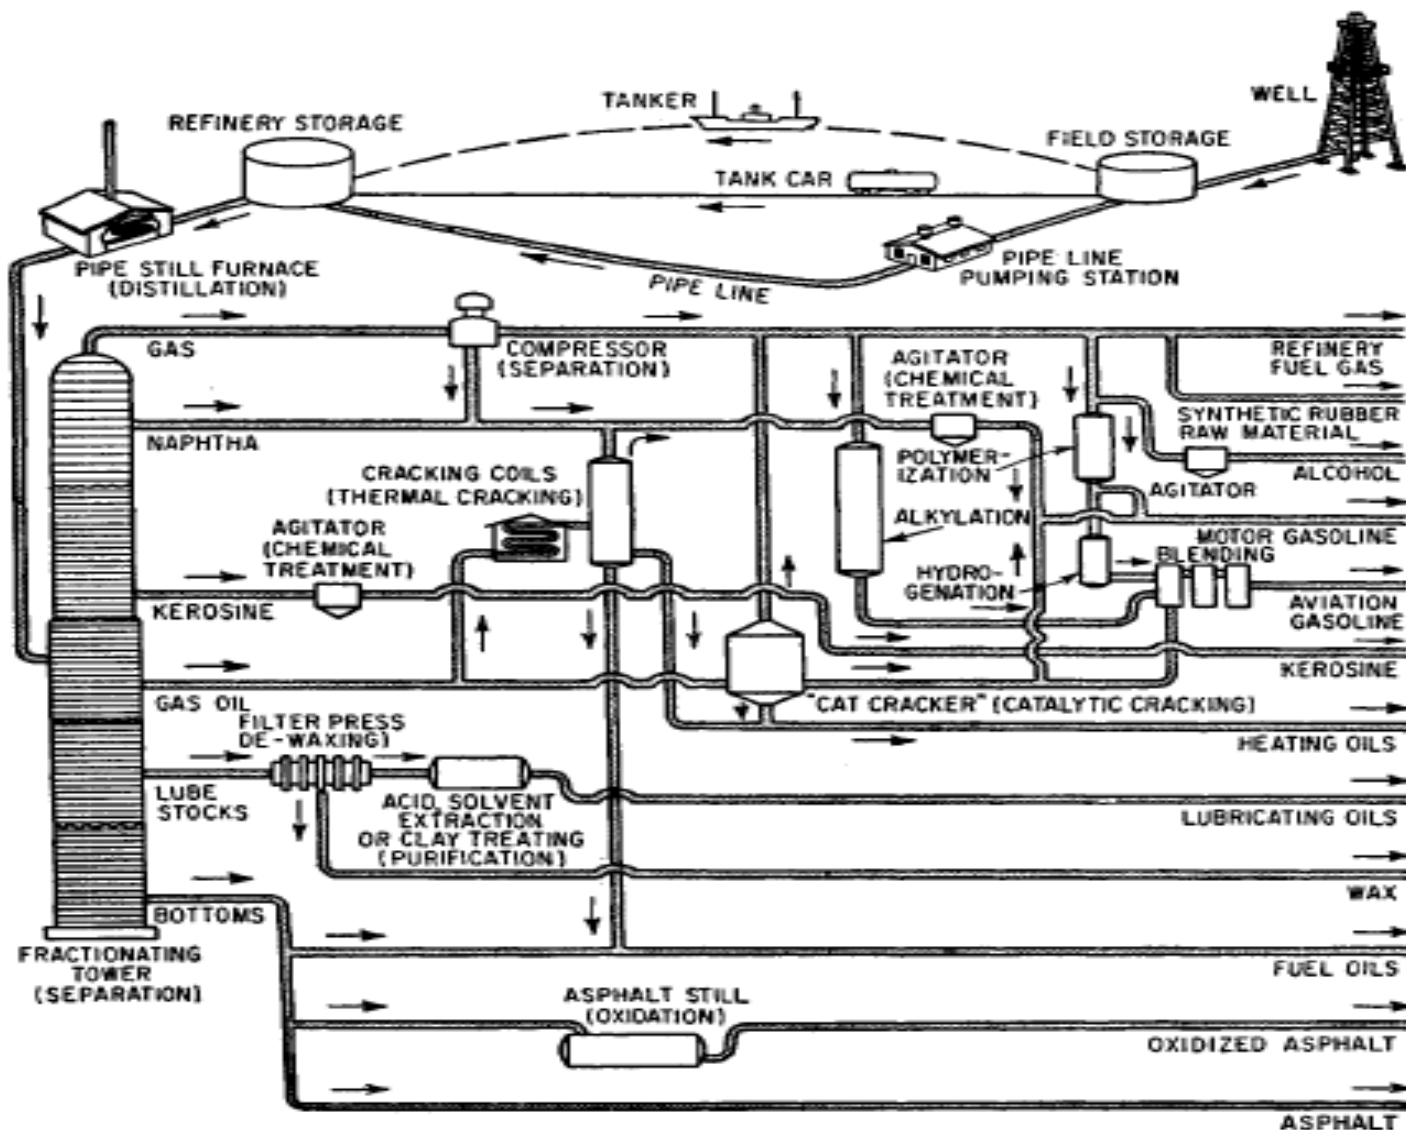 TANKER
WELL
REFINERY STORAGE
FIELD STORAGE
TANK CAR
PIPE STILL FURNACE
(DISTILLATION)
PIPE LINE
PIPE LINE
PUMPING STATION
GAS
COMPRESSOR
(SEPARATION)
AGITATOR
(CHEMICAL
TREATMENT)
REFINERY
FUEL GAS
NAPHTHA
SYNTHETIC RUBBER
RAW MATERIAL
CRACKING COILS
(THERMAL CRACKING)
POLYMER-
IZATION
ALCOHOL
AGITATOR
AGITATOR
(CHEMICAL
TREATMENT)
ALKYLATION
MOTOR GASOLINE
BLENDING
HYDRO-
GENATION
KEROSINE
AVIATION
GASOLINE
KEROSINE
GAS OIL
"CAT CRACKER" (CATALYTIC CRACKING)
FILTER PRESS
DE-WAXING)
HEATING OILS
LUBE
STOCKS
ACID, SOLVENT
EXTRACTION
OR CLAY TREATING
(PURIFICATION)
LUBRICATING OILS
WAX
BOTTOMS
FRACTIONATING
TOWER
(SEPARATION)
FUEL OILS
ASPHALT STILL
(OXIDATION)
OXIDIZED ASPHALT
ASPHALT